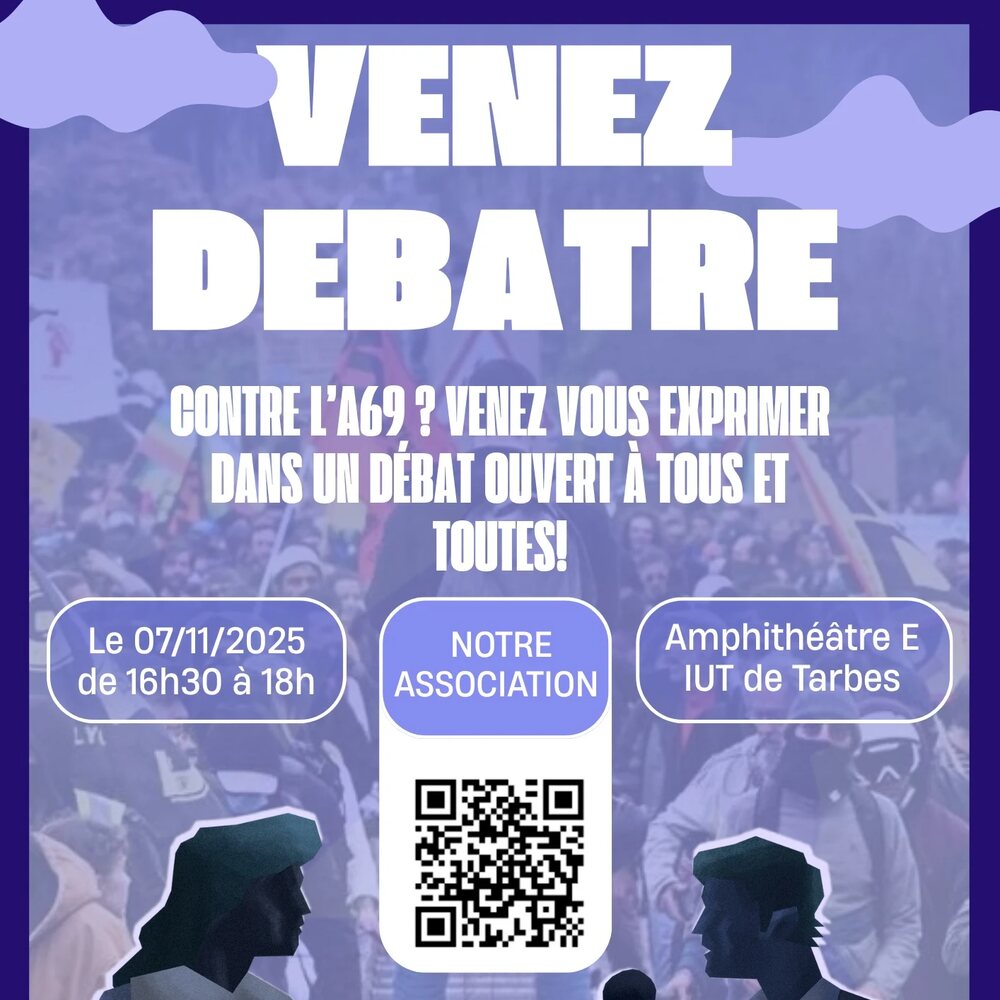 VENEZ
DEBATRE
CONTRE L'A69 ? VENEZ VOUS EXPRIMER
DANS UN DÉBAT OUVERT À TOUS ET
TOUTES!
Le 07/11/2025
de 16h30 à 18h
NOTRE
ASSOCIATION
Amphithéâtre E
IUT de Tarbes